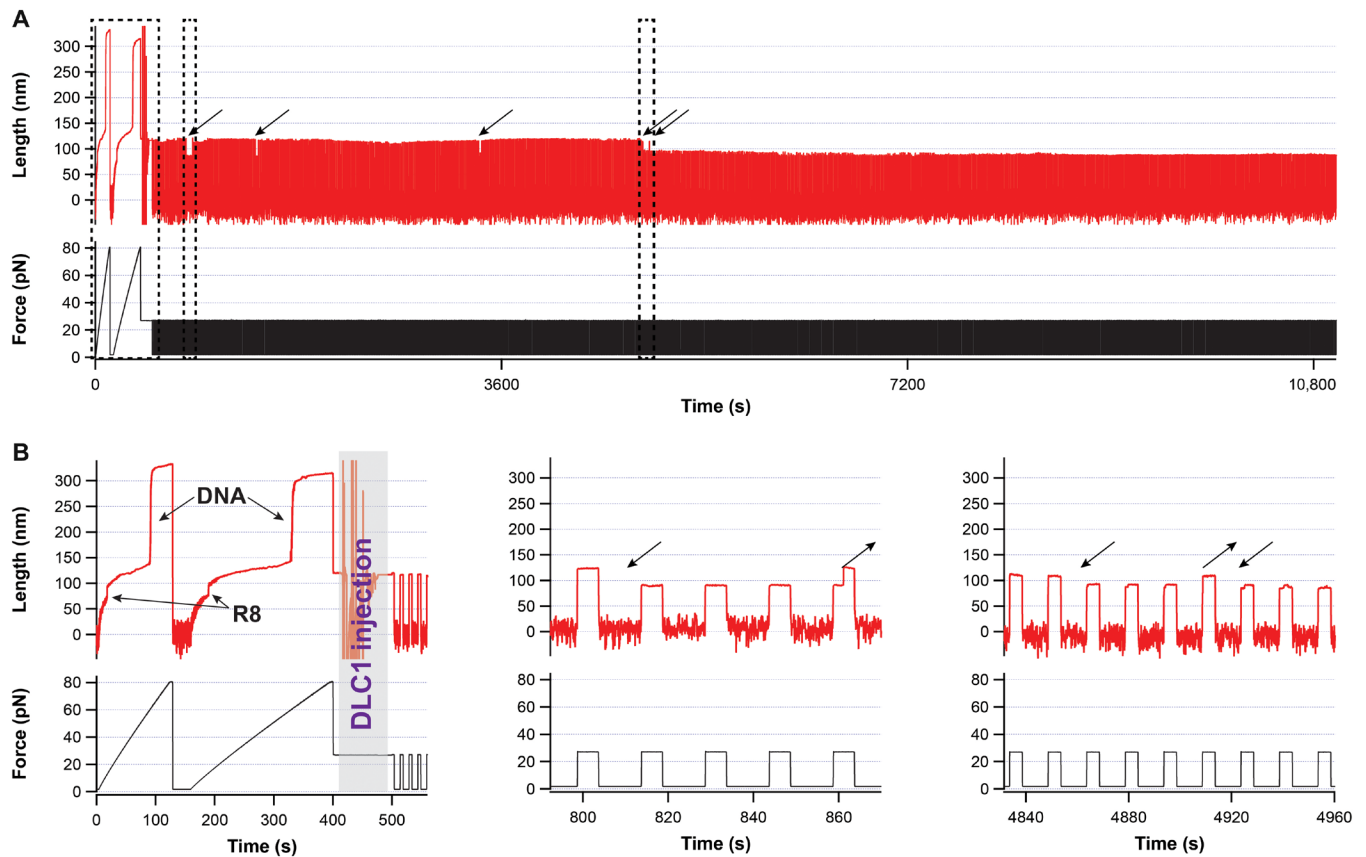 A
Length (nm)
300
250
200
150
100
50
0
Force (pN)
80
60
40
20
0
0 3600 7200 10,800
Time (s)
B
Length (nm)
300
250
200
150
100
50
0
DNA
R8
DLC1 injection
Force (pN)
80
60
40
20
0
0 100 200 300 400 500
Time (s)
300
250
200
150
100
50
0
80
60
40
20
0
800 820 840 860
Time (s)
300
250
200
150
100
50
0
80
60
40
20
0
4840 4880 4920 4960
Time (s)